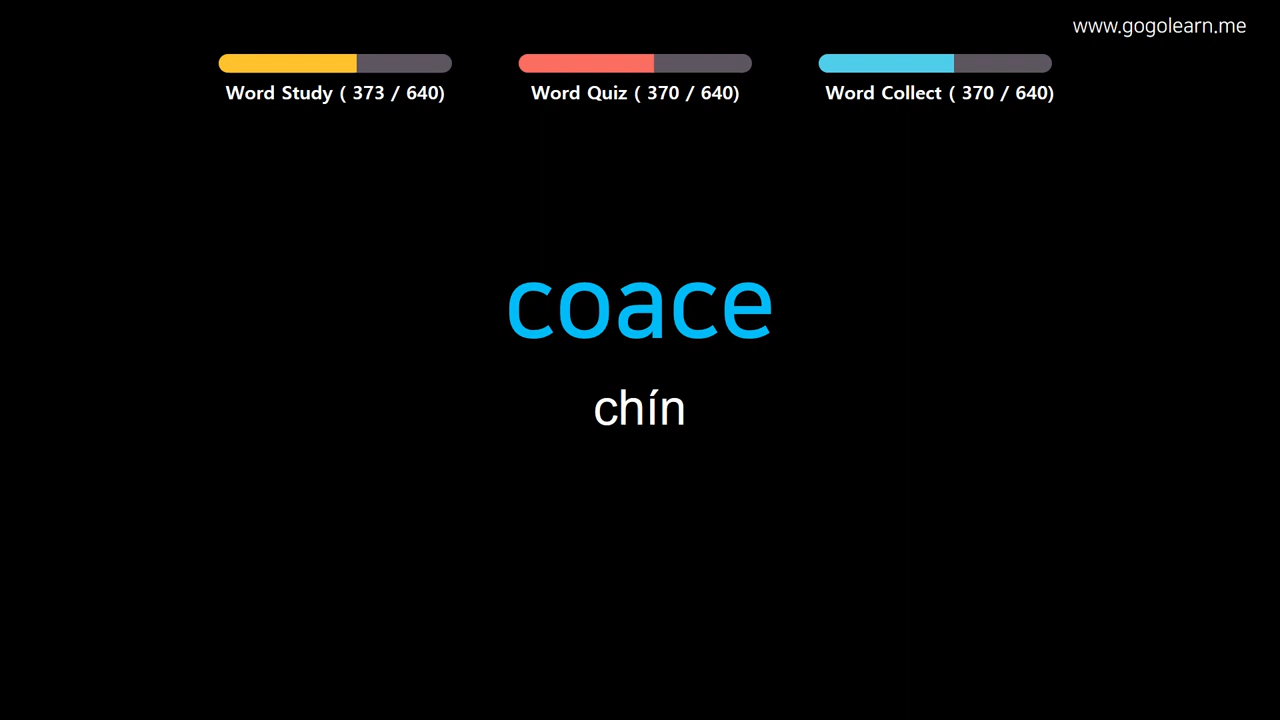 www.gogolearn.me
Word Study ( 373 / 640)
Word Quiz ( 370 / 640)
Word Collect ( 370 / 640)
coace
chín